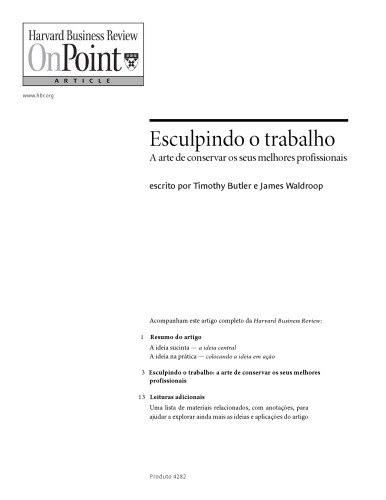 Harvard Business Review
OnPoint
ARTICLE
www.hbr.org
Esculpindo o trabalho
A arte de conservar os seus melhores profissionais
escrito por Timothy Butler e James Waldroop
Acompanham este artigo completo da Harvard Business Review:
1 Resumo do artigo
A ideia sucinta — a ideia central
A ideia na prática — colocando a ideia em ação
3 Esculpindo o trabalho: a arte de conservar os seus melhores
profissionais
13 Leituras adicionais
Uma lista de materiais relacionados, com anotações, para
ajudar a explorar ainda mais as ideias e aplicações do artigo
Produto 4282